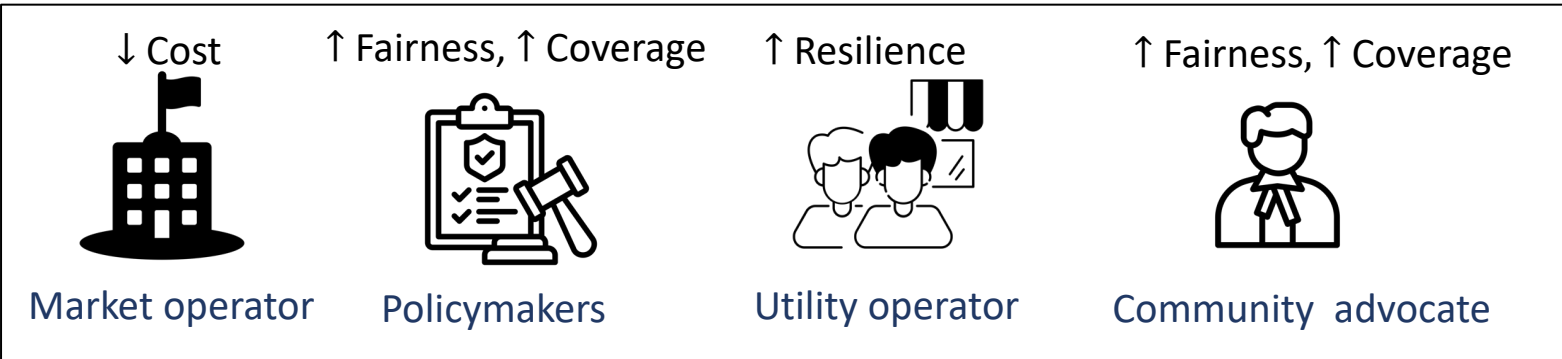 ↓ Cost
↑ Fairness, ↑ Coverage
↑ Resilience
↑ Fairness, ↑ Coverage
Market operator
Policymakers
Utility operator
Community advocate